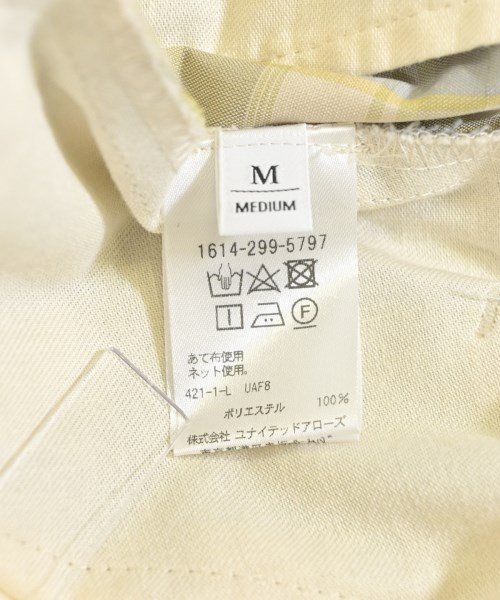 M
MEDIUM
1614-299-5797
F
あて布使用
ネット使用。
421-1-L UAF8
ポリエステル 100%
株式会社 ユナイテッドアローズ